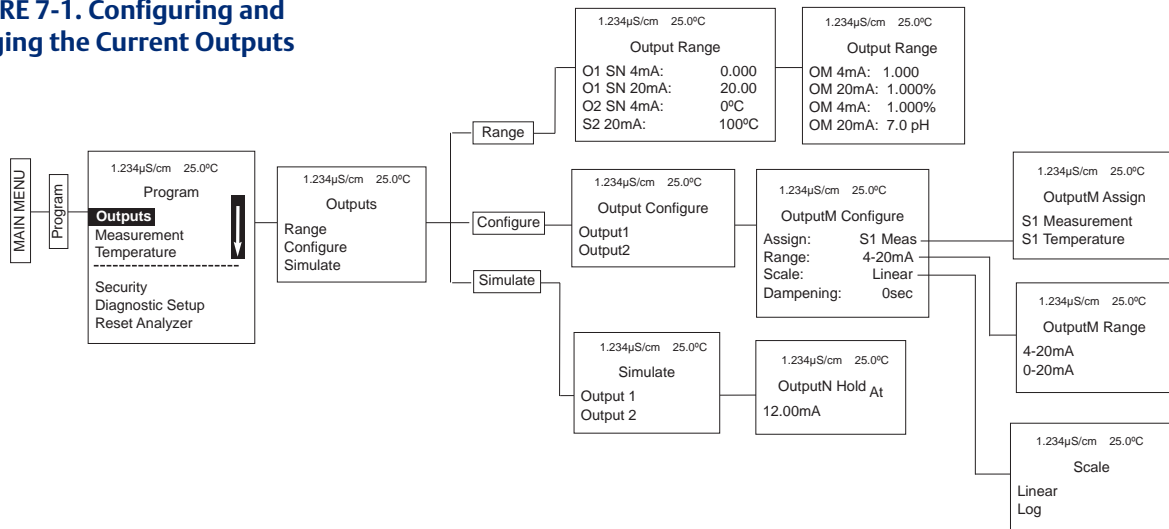 RE 7-1. Configuring and
ging the Current Outputs
MAIN MENU
Program
1.234µS/cm 25.0ºC
Program
Outputs
Measurement
Temperature
Security
Diagnostic Setup
Reset Analyzer
1.234µS/cm 25.0ºC
Outputs
Range
Configure
Simulate
Range
1.234µS/cm 25.0ºC
Output Range
O1 SN 4mA: 0.000
O1 SN 20mA: 20.00
O2 SN 4mA: 0ºC
S2 20mA: 100ºC
1.234µS/cm 25.0ºC
Output Range
OM 4mA: 1.000
OM 20mA: 1.000%
OM 4mA: 1.000%
OM 20mA: 7.0 pH
Configure
1.234µS/cm 25.0ºC
Output Configure
Output1
Output2
1.234µS/cm 25.0ºC
OutputM Configure
Assign: S1 Meas
Range: 4-20mA
Scale: Linear
Dampening: 0sec
1.234µS/cm 25.0ºC
OutputM Assign
S1 Measurement
S1 Temperature
1.234µS/cm 25.0ºC
OutputM Range
4-20mA
0-20mA
1.234µS/cm 25.0ºC
Scale
Linear
Log
Simulate
1.234µS/cm 25.0ºC
Simulate
Output 1
Output 2
1.234µS/cm 25.0ºC
OutputN Hold At
12.00mA